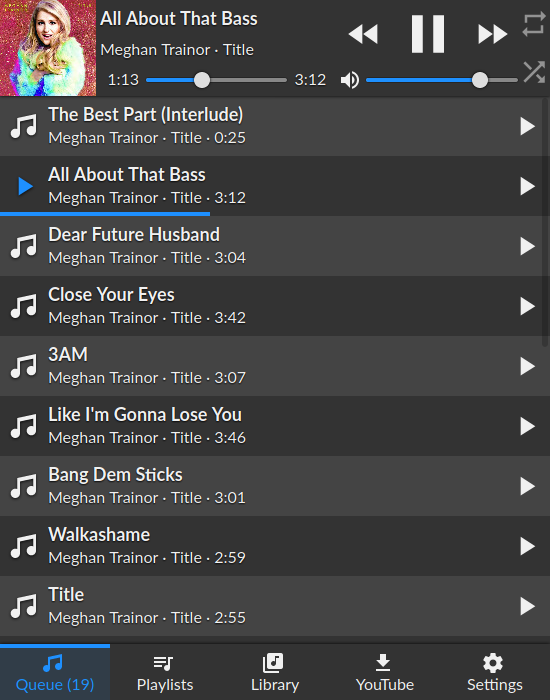 All About That Bass
Meghan Trainor · Title
1:13
3:12
The Best Part (Interlude)
Meghan Trainor · Title · 0:25
All About That Bass
Meghan Trainor · Title · 3:12
Dear Future Husband
Meghan Trainor · Title · 3:04
Close Your Eyes
Meghan Trainor · Title · 3:42
3AM
Meghan Trainor · Title · 3:07
Like I'm Gonna Lose You
Meghan Trainor · Title · 3:46
Bang Dem Sticks
Meghan Trainor · Title · 3:01
Walkashame
Meghan Trainor · Title · 2:59
Title
Meghan Trainor · Title · 2:55
Queue (19)
Playlists
Library
YouTube
Settings